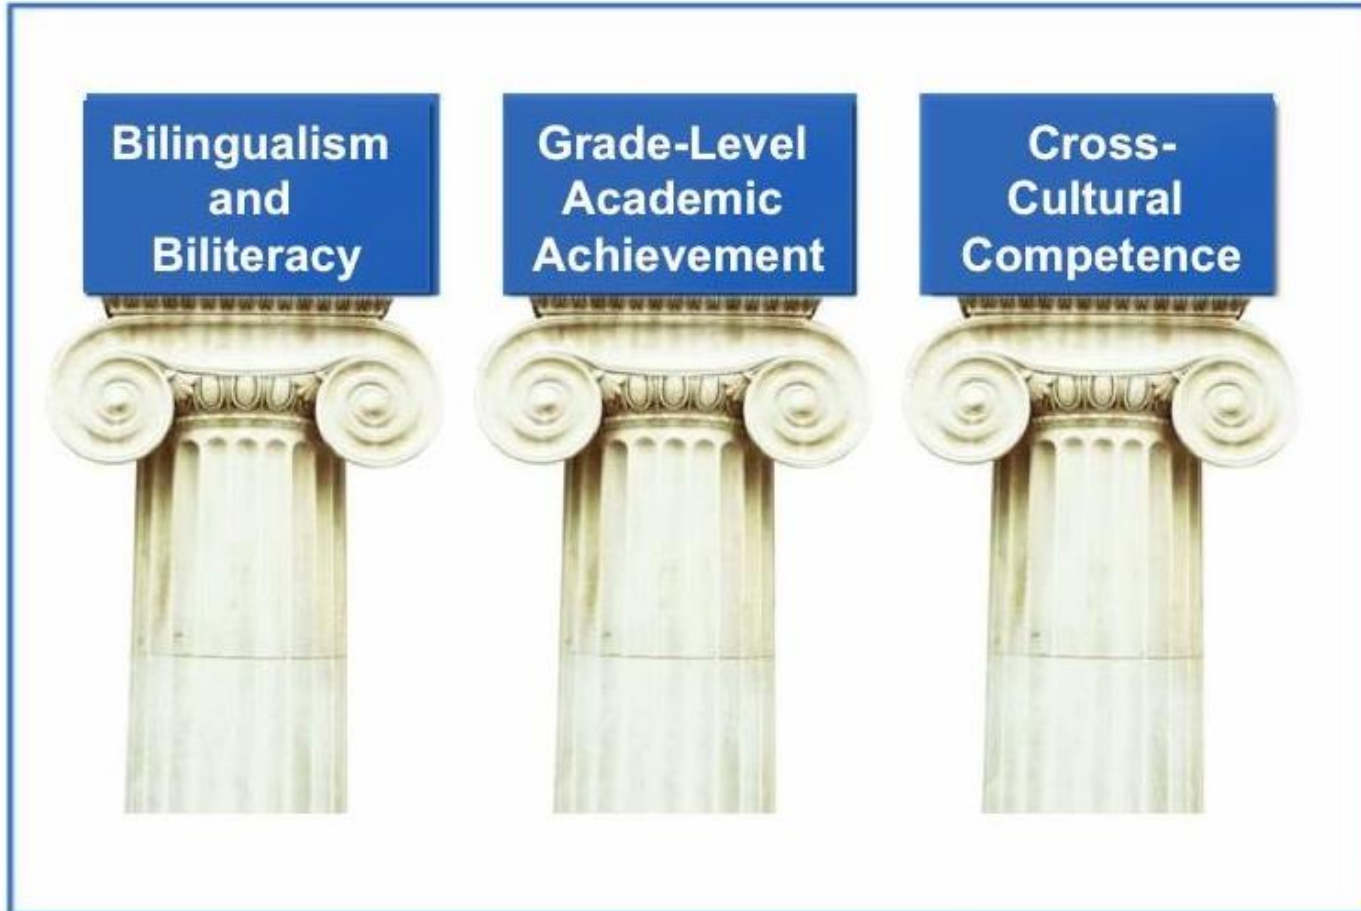 Bilingualism
and
Biliteracy
Grade-Level
Academic
Achievement
Cross-
Cultural
Competence